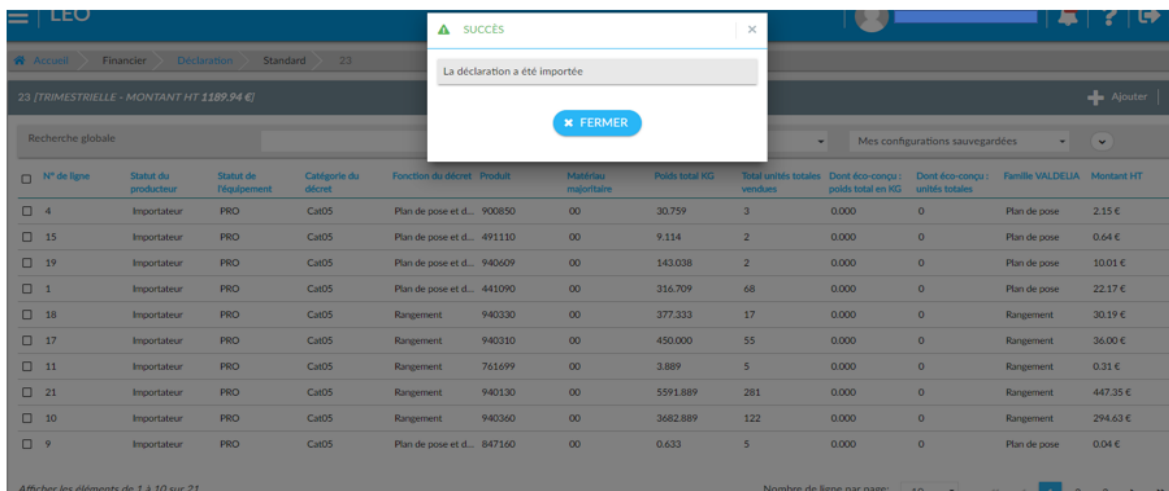 LEO
SUCCÈS
Accueil Financier Déclaration Standard 23
La déclaration a été importée
23 [TRIMESTRIELLE - MONTANT HT 1189.94 €]
Ajouter
FERMER
Recherche globale
Mes configurations sauvegardées
N° de ligne Statut du producteur Statut de l'équipement Catégorie du décret Fonction du décret Produit Matériau majoritaire Poids total KG Total unités totales vendues Dont éco-conçu : poids total en KG Dont éco-conçu : unités totales Famille VALDELIA Montant HT
4 Importateur PRO Cat05 Plan de pose et d... 900850 00 30.759 3 0.000 0 Plan de pose 2.15 €
15 Importateur PRO Cat05 Plan de pose et d... 491110 00 9.114 2 0.000 0 Plan de pose 0.64 €
19 Importateur PRO Cat05 Plan de pose et d... 940609 00 143.038 2 0.000 0 Plan de pose 10.01 €
1 Importateur PRO Cat05 Plan de pose et d... 441090 00 316.709 68 0.000 0 Plan de pose 22.17 €
18 Importateur PRO Cat05 Rangement 940330 00 377.333 17 0.000 0 Rangement 30.19 €
17 Importateur PRO Cat05 Rangement 940310 00 450.000 55 0.000 0 Rangement 36.00 €
11 Importateur PRO Cat05 Rangement 761699 00 3.889 5 0.000 0 Rangement 0.31 €
21 Importateur PRO Cat05 Rangement 940130 00 5591.889 281 0.000 0 Rangement 447.35 €
10 Importateur PRO Cat05 Rangement 940360 00 3682.889 122 0.000 0 Rangement 294.63 €
9 Importateur PRO Cat05 Plan de pose et d... 847160 00 0.633 5 0.000 0 Plan de pose 0.04 €
Afficher les éléments de 1 à 10 sur 21 Nombre de ligne par page: 10 1 2 3